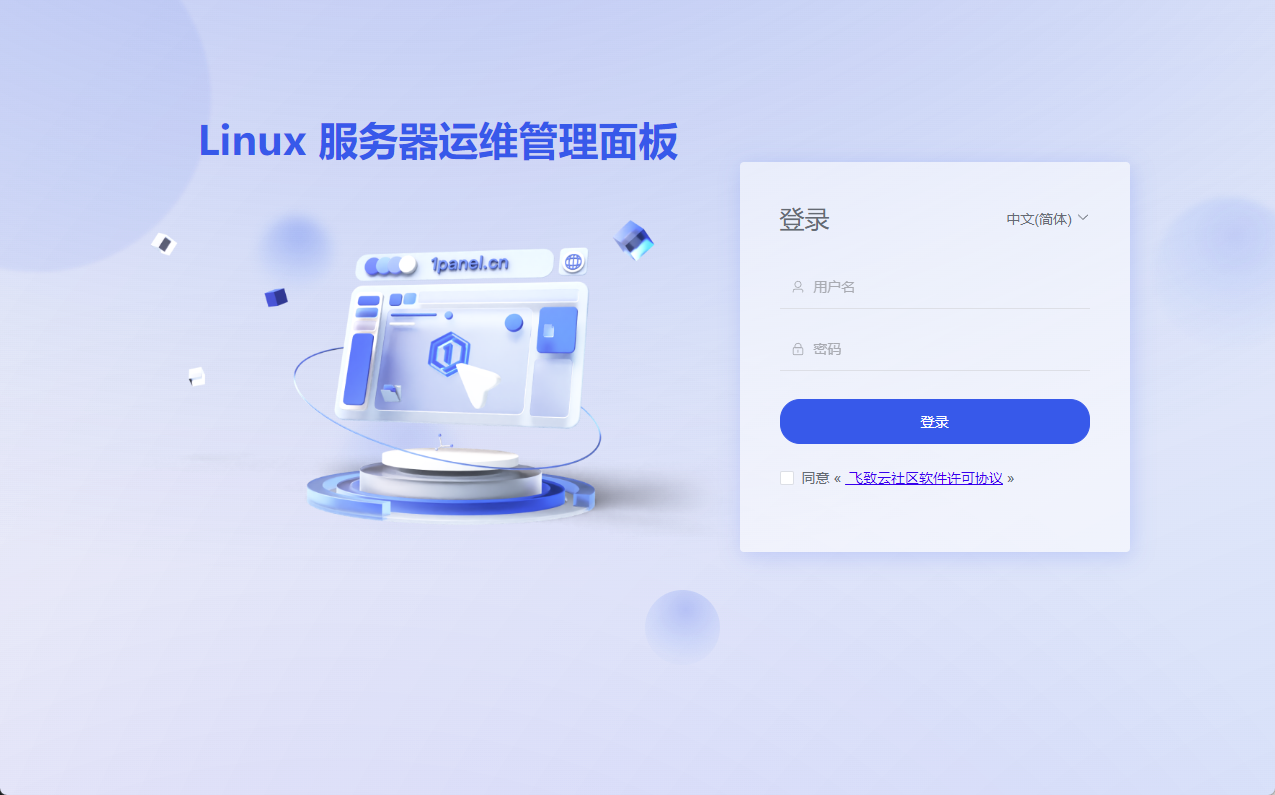 Linux 服务器运维管理面板
1panel.cn
1
登录
中文(简体)
用户名
密码
登录
同意 « 飞致云社区软件许可协议 »